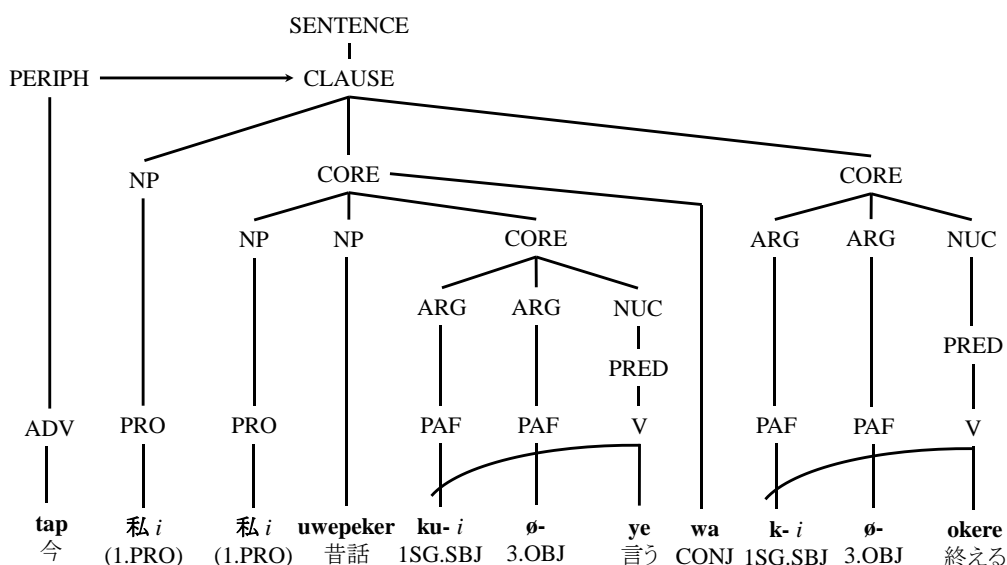 SENTENCE
PERIPH CLAUSE
NP CORE CORE
NP NP CORE ARG ARG NUC
ARG ARG NUC
PRED PRED
ADV PRO PRO PAF PAF V PAF PAF V
tap 私 i 私 i uwepeker ku- i ø- ye wa k- i ø- okere
今 (1.PRO) (1.PRO) 昔話 1SG.SBJ 3.OBJ 言う CONJ 1SG.SBJ 3.OBJ 終える